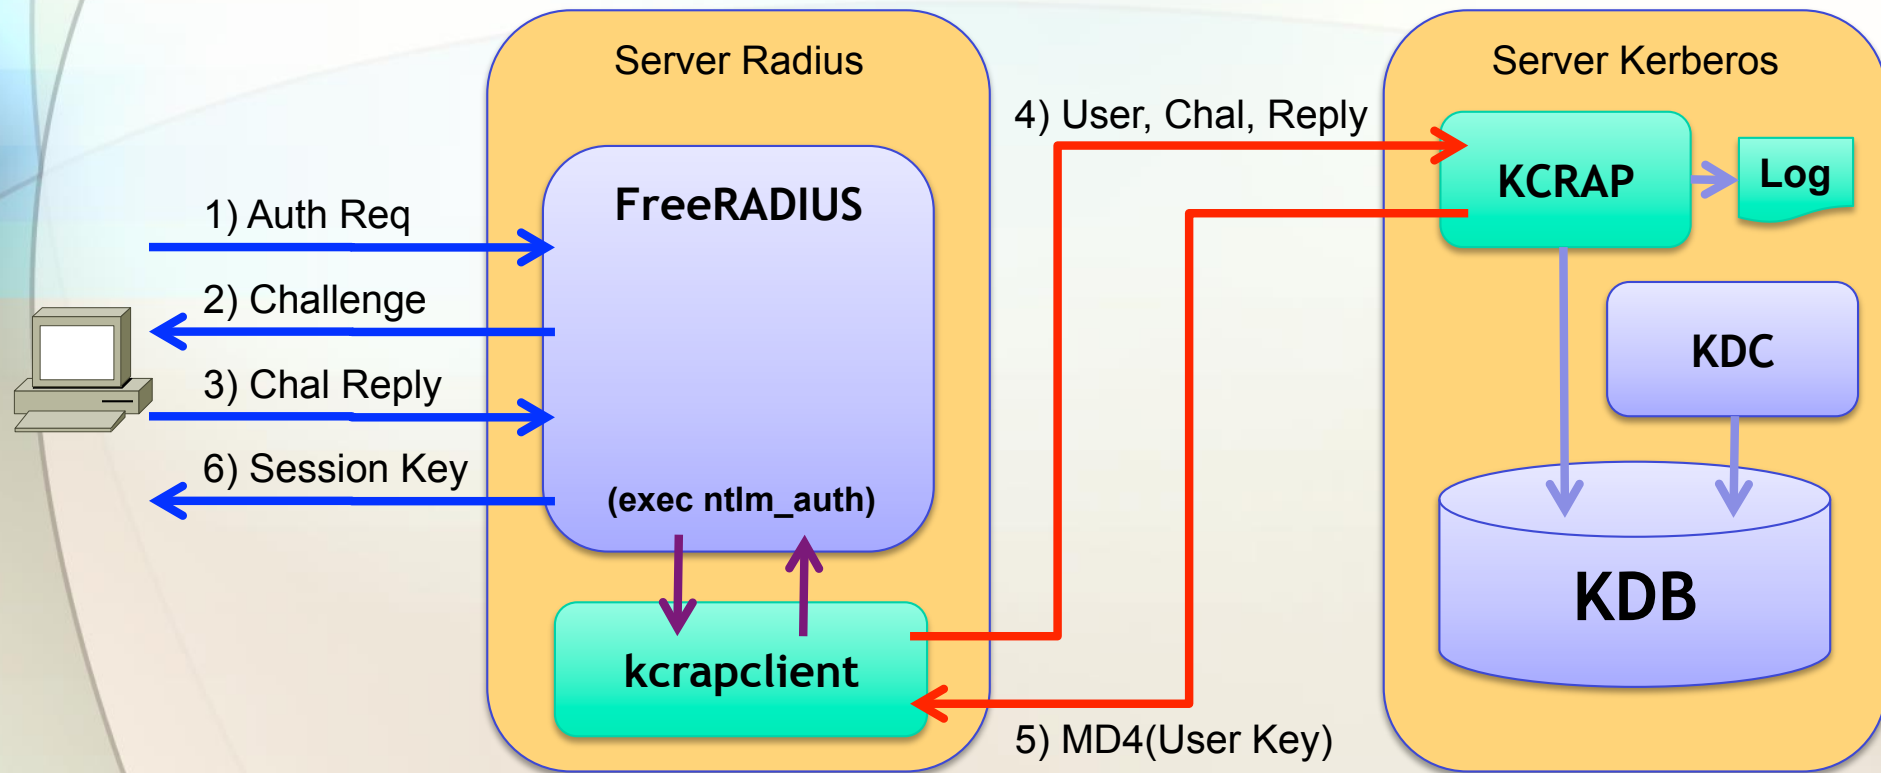 Server Radius
Server Kerberos
4) User, Chal, Reply
KCRAP
Log
FreeRADIUS
1) Auth Req
2) Challenge
KDC
3) Chal Reply
6) Session Key
(exec ntlm_auth)
KDB
kcrapclient
5) MD4(User Key)